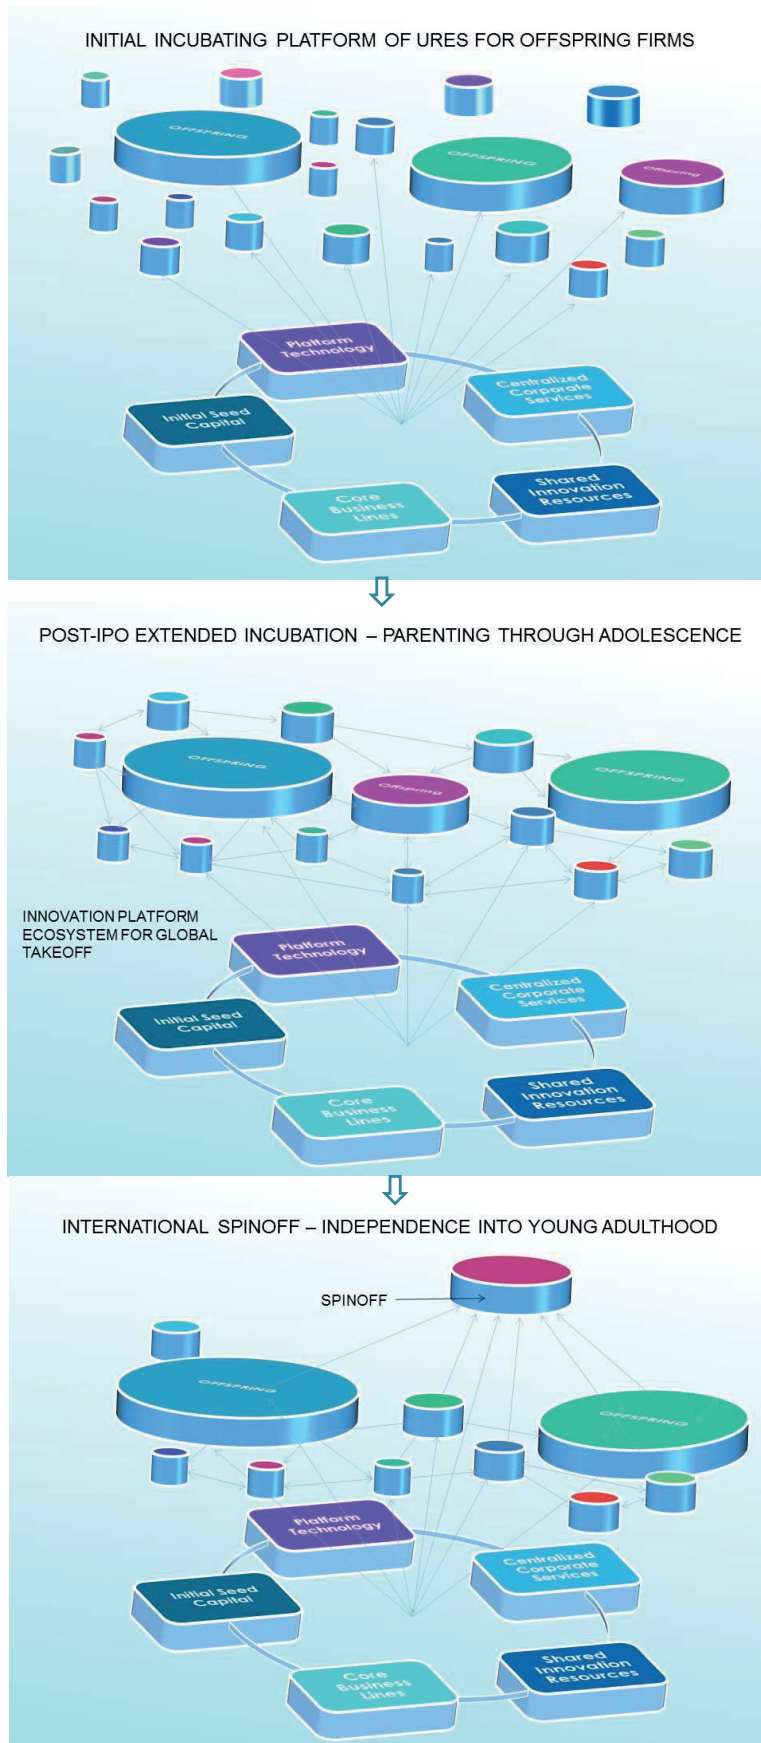 INITIAL INCUBATING PLATFORM OF URES FOR OFFSPRING FIRMS
OFFSPRING
OFFSPRING
Offspring
Platform
Technology
Centralized
Corporate
Services
Initial Seed
Capital
Shared
Innovation
Resources
Core
Business
Lines
POST-IPO EXTENDED INCUBATION – PARENTING THROUGH ADOLESCENCE
OFFSPRING
Offspring
OFFSPRING
INNOVATION PLATFORM
ECOSYSTEM FOR GLOBAL
TAKEOFF
Platform
Technology
Centralized
Corporate
Services
Initial Seed
Capital
Shared
Innovation
Resources
Core
Business
Lines
INTERNATIONAL SPINOFF – INDEPENDENCE INTO YOUNG ADULTHOOD
SPINOFF
OFFSPRING
OFFSPRING
Platform
Technology
Centralized
Corporate
Services
Initial Seed
Capital
Shared
Innovation
Resources
Core
Business
Lines